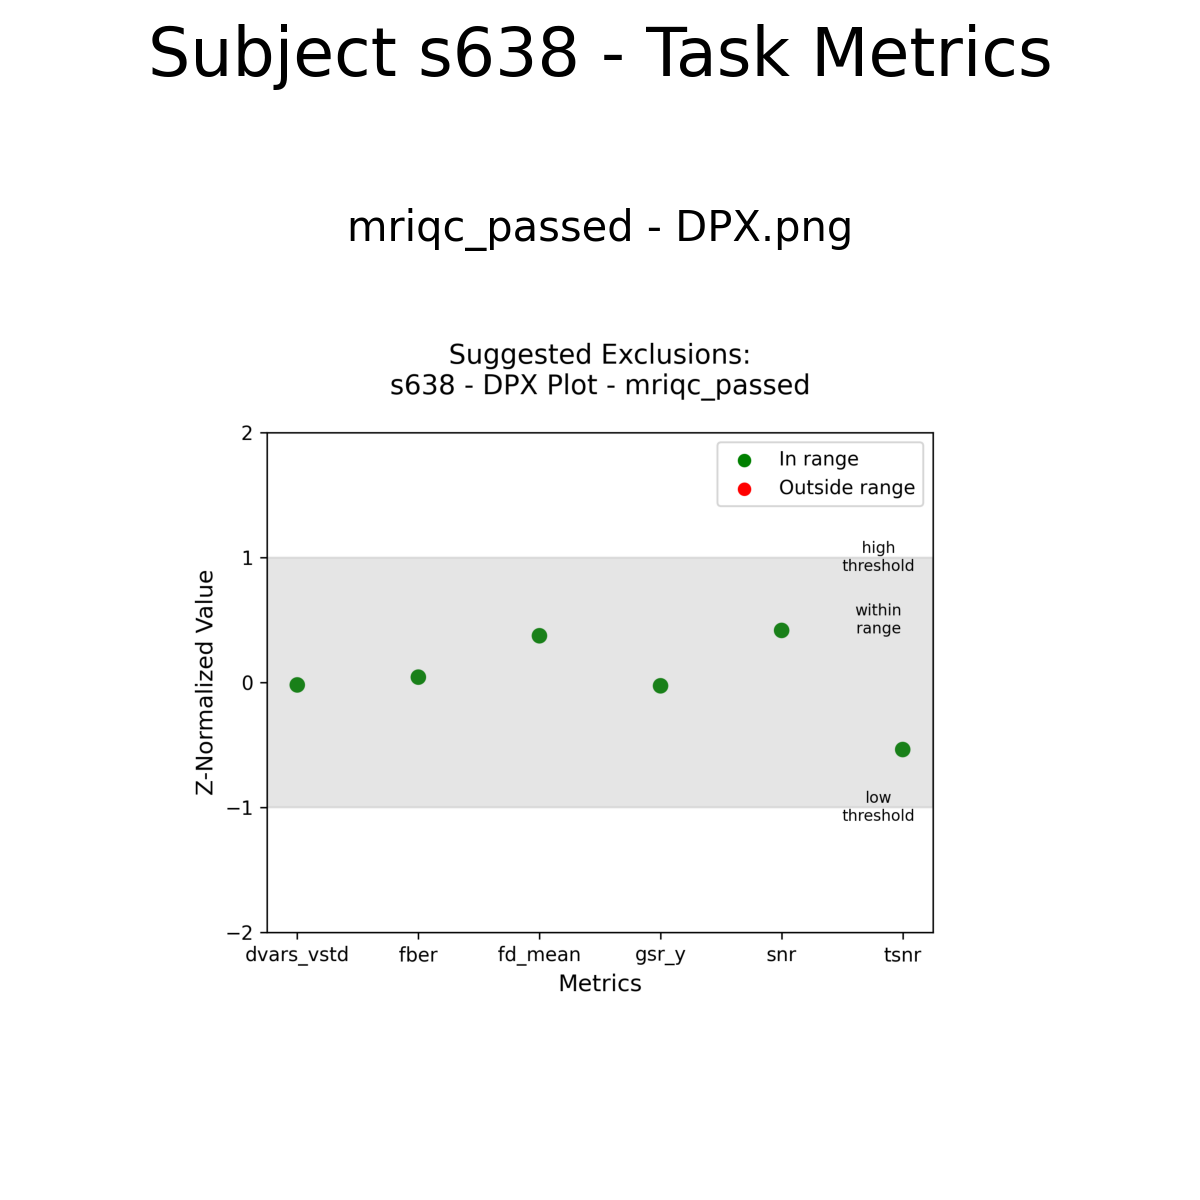 Subject s638 - Task Metrics
mriqc_passed - DPX.png
Suggested Exclusions:
s638 - DPX Plot - mriqc_passed
In range
Outside range
high
threshold
within
range
low
threshold
Z-Normalized Value
2
1
0
−1
−2
dvars_vstd fber fd_mean gsr_y snr tsnr
Metrics